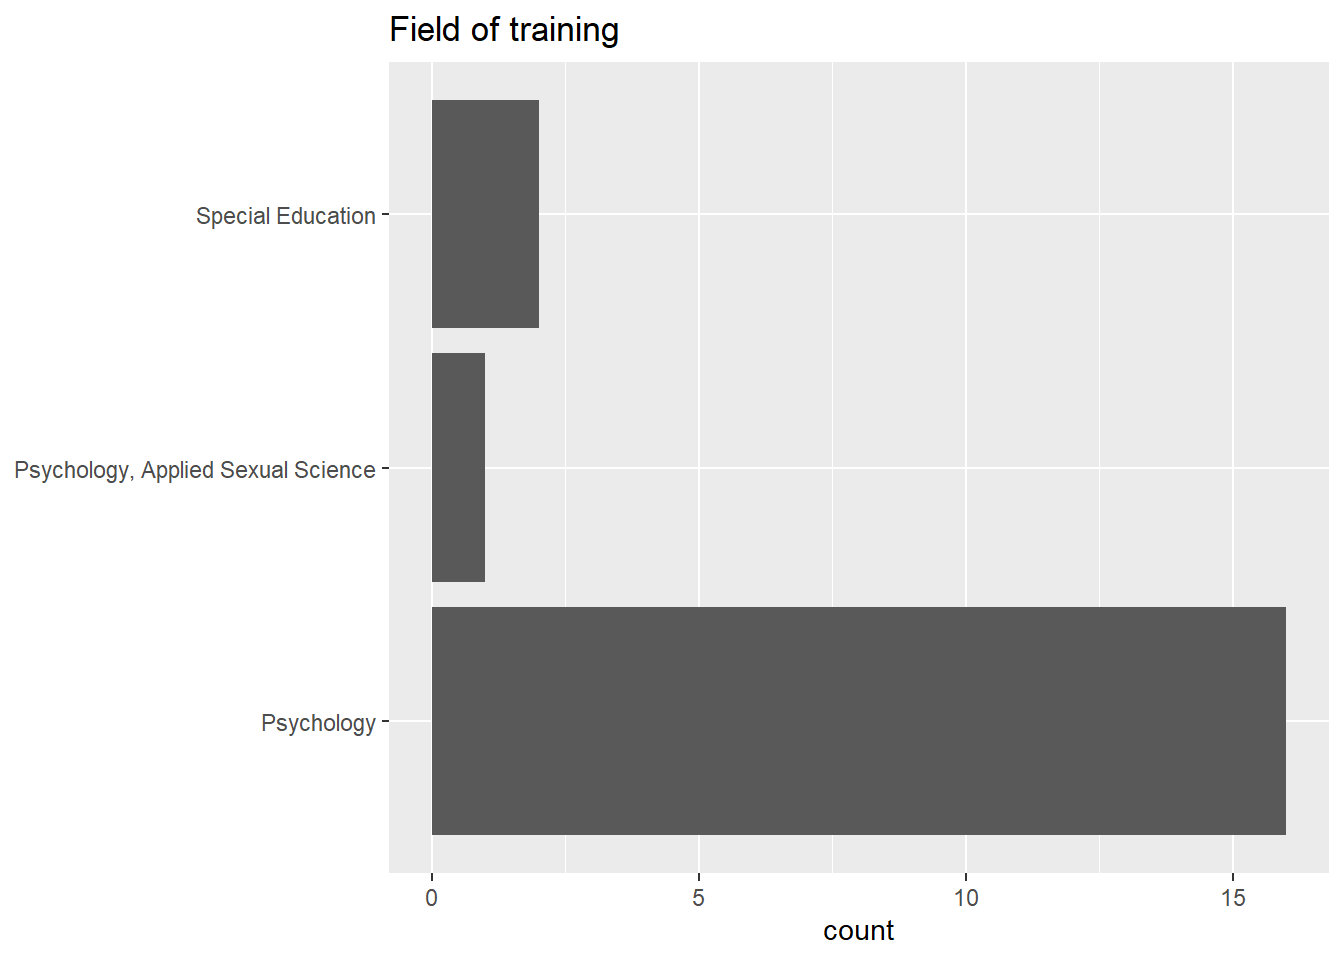 Field of training
Special Education
Psychology, Applied Sexual Science
Psychology
0 5 10 15
count